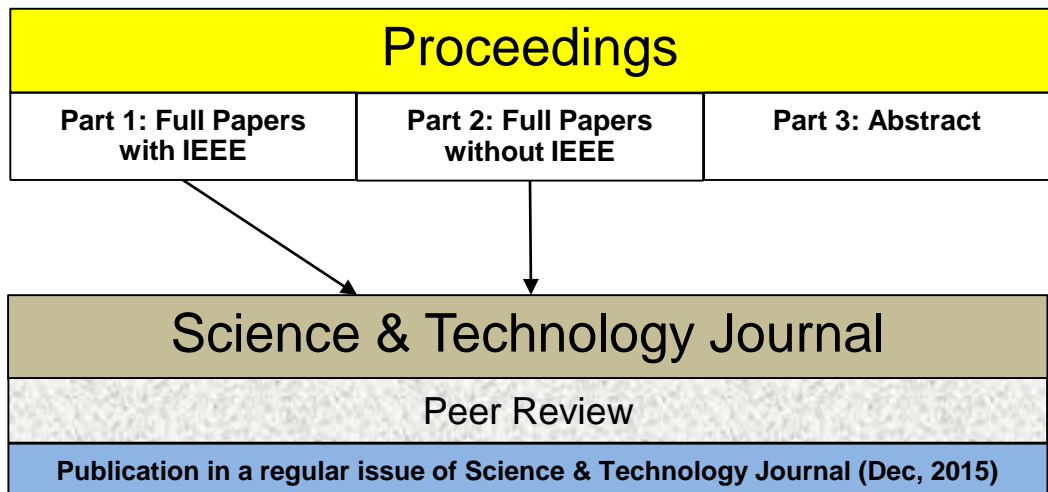 Proceedings
Part 1: Full Papers
with IEEE
Part 2: Full Papers
without IEEE
Part 3: Abstract
Science & Technology Journal
Peer Review
Publication in a regular issue of Science & Technology Journal (Dec, 2015)